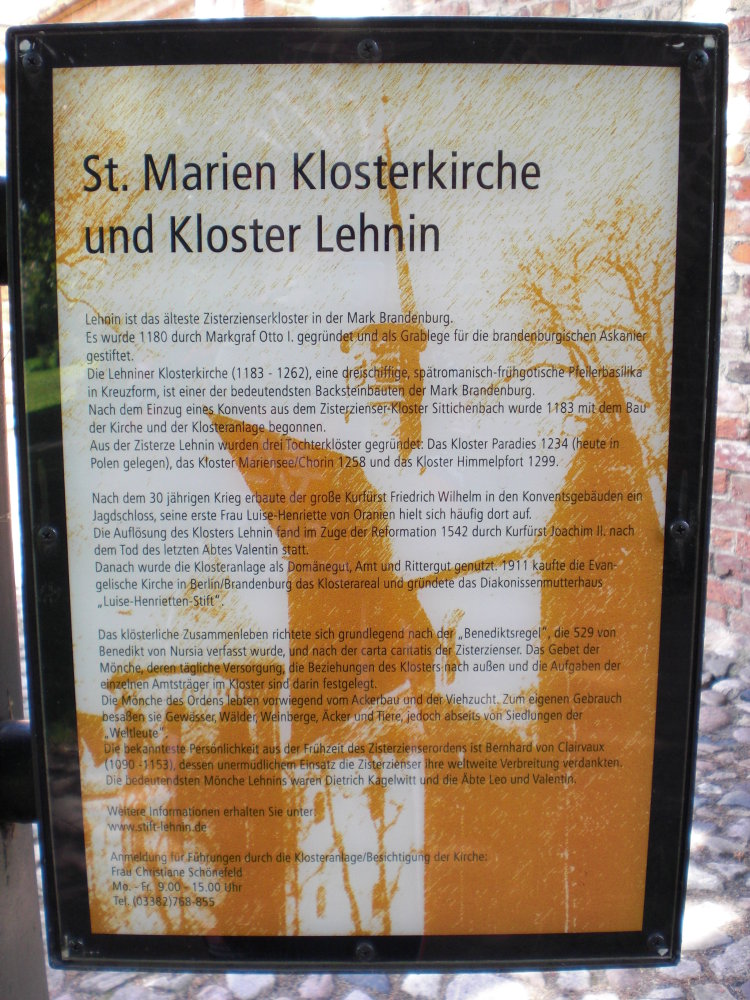 St. Marien Klosterkirche
und Kloster Lehnin
Lehnin ist das älteste Zisterzienserkloster in der Mark Brandenburg.
Es wurde 1180 durch Markgraf Otto I. gegründet und als Grablege für die brandenburgischen Askanier
gestiftet.
Die Lehniner Klosterkirche (1183 - 1262), eine dreischiffige, spätromanisch-frühgotische Pfeilerbasilika
in Kreuzform, ist einer der bedeutendsten Backsteinbauten der Mark Brandenburg.
Nach dem Einzug eines Konvents aus dem Zisterzienser-Kloster Sittichenbach wurde 1183 mit dem Bau
der Kirche und der Klosteranlage begonnen.
Aus der Zisterze Lehnin wurden drei Tochterklöster gegründet: Das Kloster Paradies 1234 (heute in
Polen gelegen), das Kloster Mariensee/Chorin 1258 und das Kloster Himmelpfort 1299.
Nach dem 30 jährigen Krieg erbaute der große Kurfürst Friedrich Wilhelm in den Konventsgebäuden ein
Jagdschloss, seine erste Frau Luise-Henriette von Oranien hielt sich häufig dort auf.
Die Auflösung des Klosters Lehnin fand im Zuge der Reformation 1542 durch Kurfürst Joachim II. nach
dem Tod des letzten Abtes Valentin statt.
Danach wurde die Klosteranlage als Domänegut, Amt und Rittergut genutzt. 1911 kaufte die Evan-
gelische Kirche in Berlin/Brandenburg das Klosterareal und gründete das Diakonissenmutterhaus
„Luise-Henrietten-Stift".
Das klösterliche Zusammenleben richtete sich grundlegend nach der „Benediktsregel", die 529 von
Benedikt von Nursia verfasst wurde, und nach der carta caritatis der Zisterzienser. Das Gebet der
Mönche, deren tägliche Versorgung, die Beziehungen des Klosters nach außen und die Aufgaben der
einzelnen Amtsträger im Kloster sind darin festgelegt.
Die Mönche des Ordens lebten vorwiegend vom Ackerbau und der Viehzucht. Zum eigenen Gebrauch
besaßen sie Gewässer, Wälder, Weinberge, Äcker und Tiere, jedoch abseits von Siedlungen der
„Weltleute".
Die bekannteste Persönlichkeit aus der Frühzeit des Zisterzienserordens ist Bernhard von Clairvaux
(1090 -1153), dessen unermüdlichem Einsatz die Zisterzienser ihre weltweite Verbreitung verdankten.
Die bedeutendsten Mönche Lehnins waren Dietrich Kagelwitt und die Äbte Leo und Valentin.
Weitere Informationen erhalten Sie unter:
www.stift-lehnin.de
Anmeldung für Führungen durch die Klosteranlage/Besichtigung der Kirche:
Frau Christiane Schönefeld
Mo. - Fr. 9.00 - 15.00 Uhr
Tel. (03382)768-855